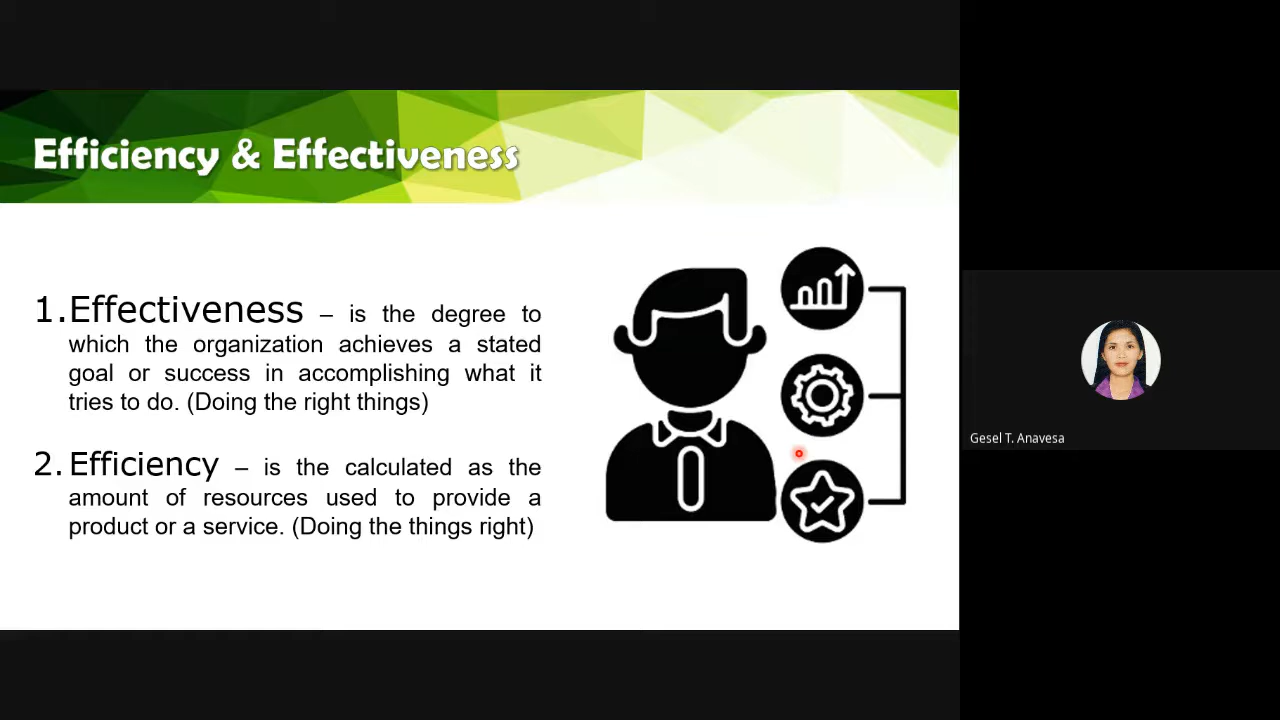 Efficiency & Effectiveness
1. Effectiveness – is the degree to
which the organization achieves a stated
goal or success in accomplishing what it
tries to do. (Doing the right things)
2. Efficiency – is the calculated as the
amount of resources used to provide a
product or a service. (Doing the things right)
Gesel T. Anavesa